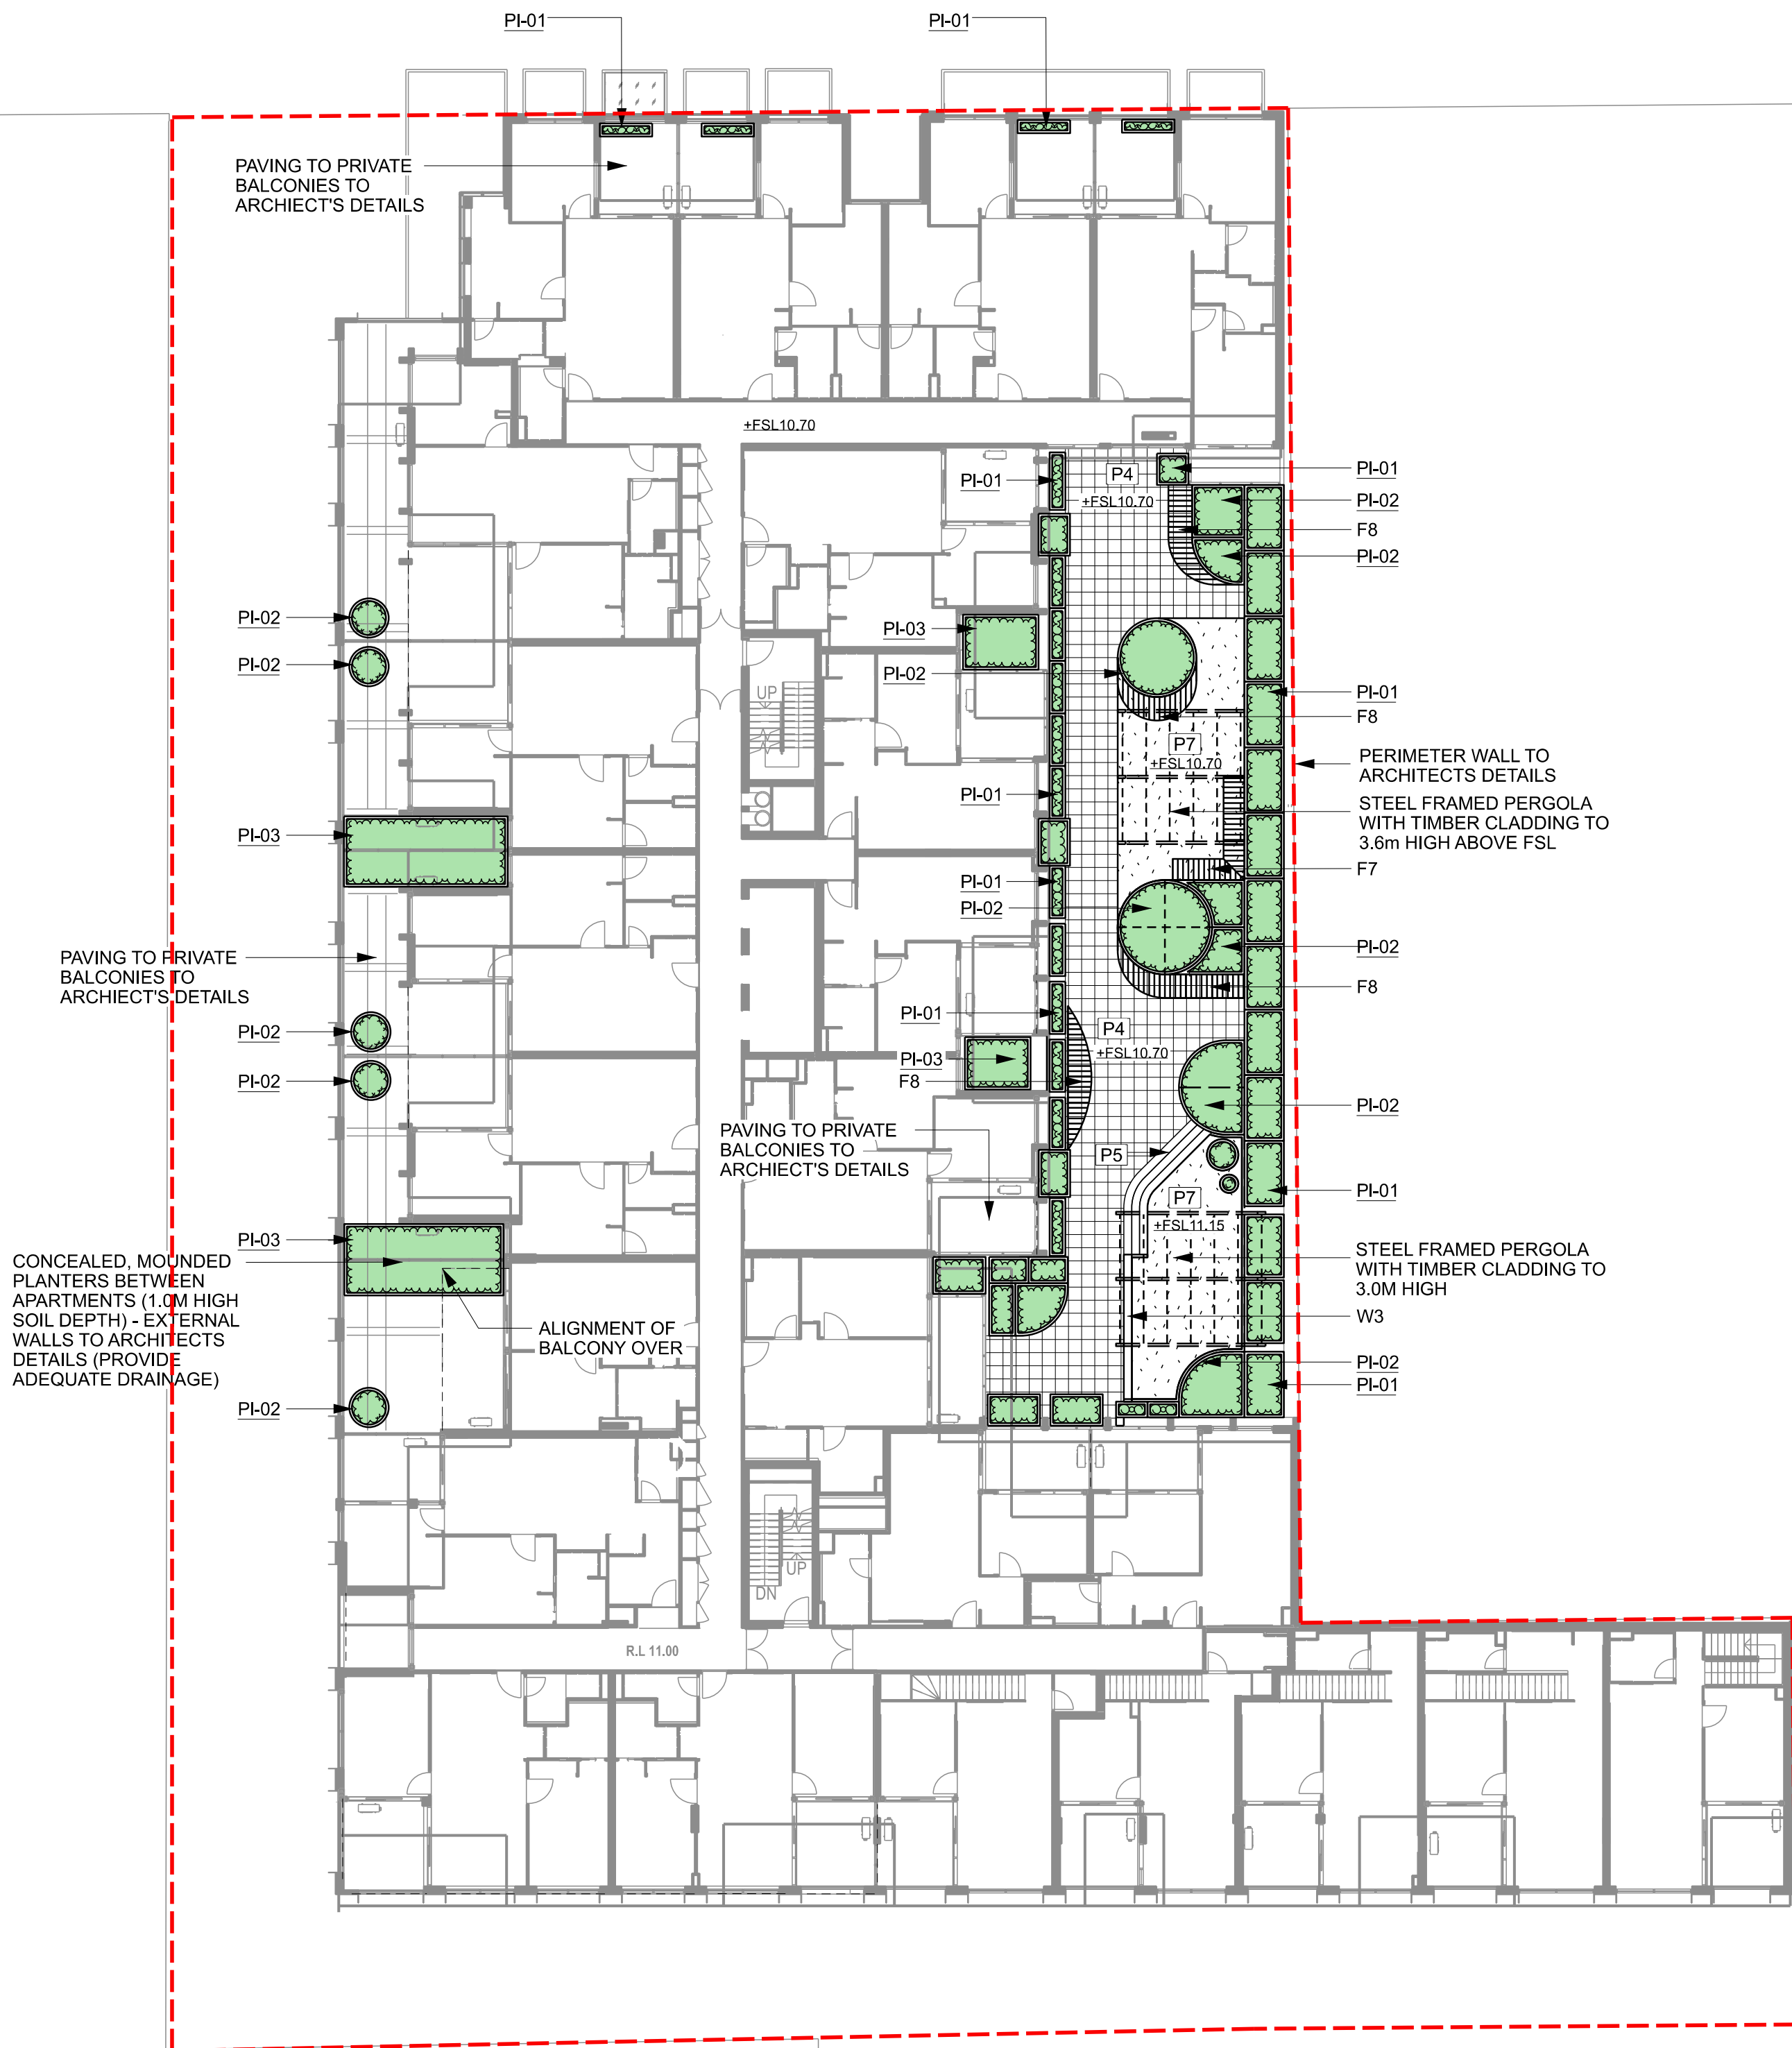 PI-01
PI-01
PAVING TO PRIVATE
BALCONIES TO
ARCHIECT'S DETAILS
+FSL10.70
PI-01
P4
+FSL10.70
PI-01
PI-02
F8
PI-02
PI-02
PI-02
PI-03
PI-02
UP
PI-01
F8
P7
+FSL10.70
PERIMETER WALL TO
ARCHITECTS DETAILS
PI-01
STEEL FRAMED PERGOLA
WITH TIMBER CLADDING TO
3.6m HIGH ABOVE FSL
PI-03
F7
PI-01
PI-02
PI-02
PAVING TO PRIVATE
BALCONIES TO
ARCHIECT'S DETAILS
F8
PI-01
P4
+FSL10.70
PI-02
PI-03
F8
PI-02
PI-02
PAVING TO PRIVATE
BALCONIES TO
ARCHIECT'S DETAILS
P5
P7
+FSL11.15
PI-01
PI-03
CONCEALED, MOUNDED
PLANTERS BETWEEN
APARTMENTS (1.0M HIGH
SOIL DEPTH) - EXTERNAL
WALLS TO ARCHITECTS
DETAILS (PROVIDE
ADEQUATE DRAINAGE)
STEEL FRAMED PERGOLA
WITH TIMBER CLADDING TO
3.0M HIGH
W3
ALIGNMENT OF
BALCONY OVER
PI-02
PI-01
PI-02
UP
DN
R.L 11.00